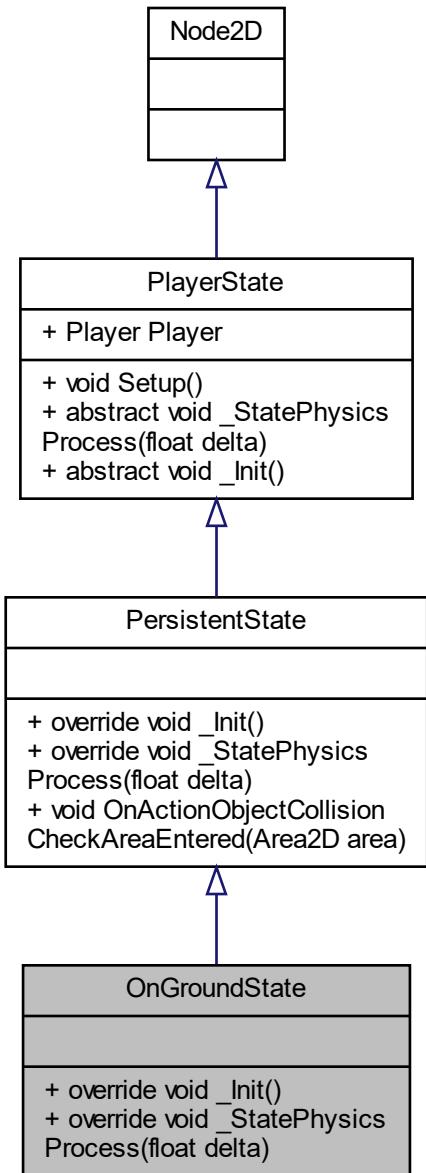 Node2D
PlayerState
+ Player Player
+ void Setup()
+ abstract void _StatePhysics
Process(float delta)
+ abstract void _Init()
PersistentState
+ override void _Init()
+ override void _StatePhysics
Process(float delta)
+ void OnActionObjectCollision
CheckAreaEntered(Area2D area)
OnGroundState
+ override void _Init()
+ override void _StatePhysics
Process(float delta)